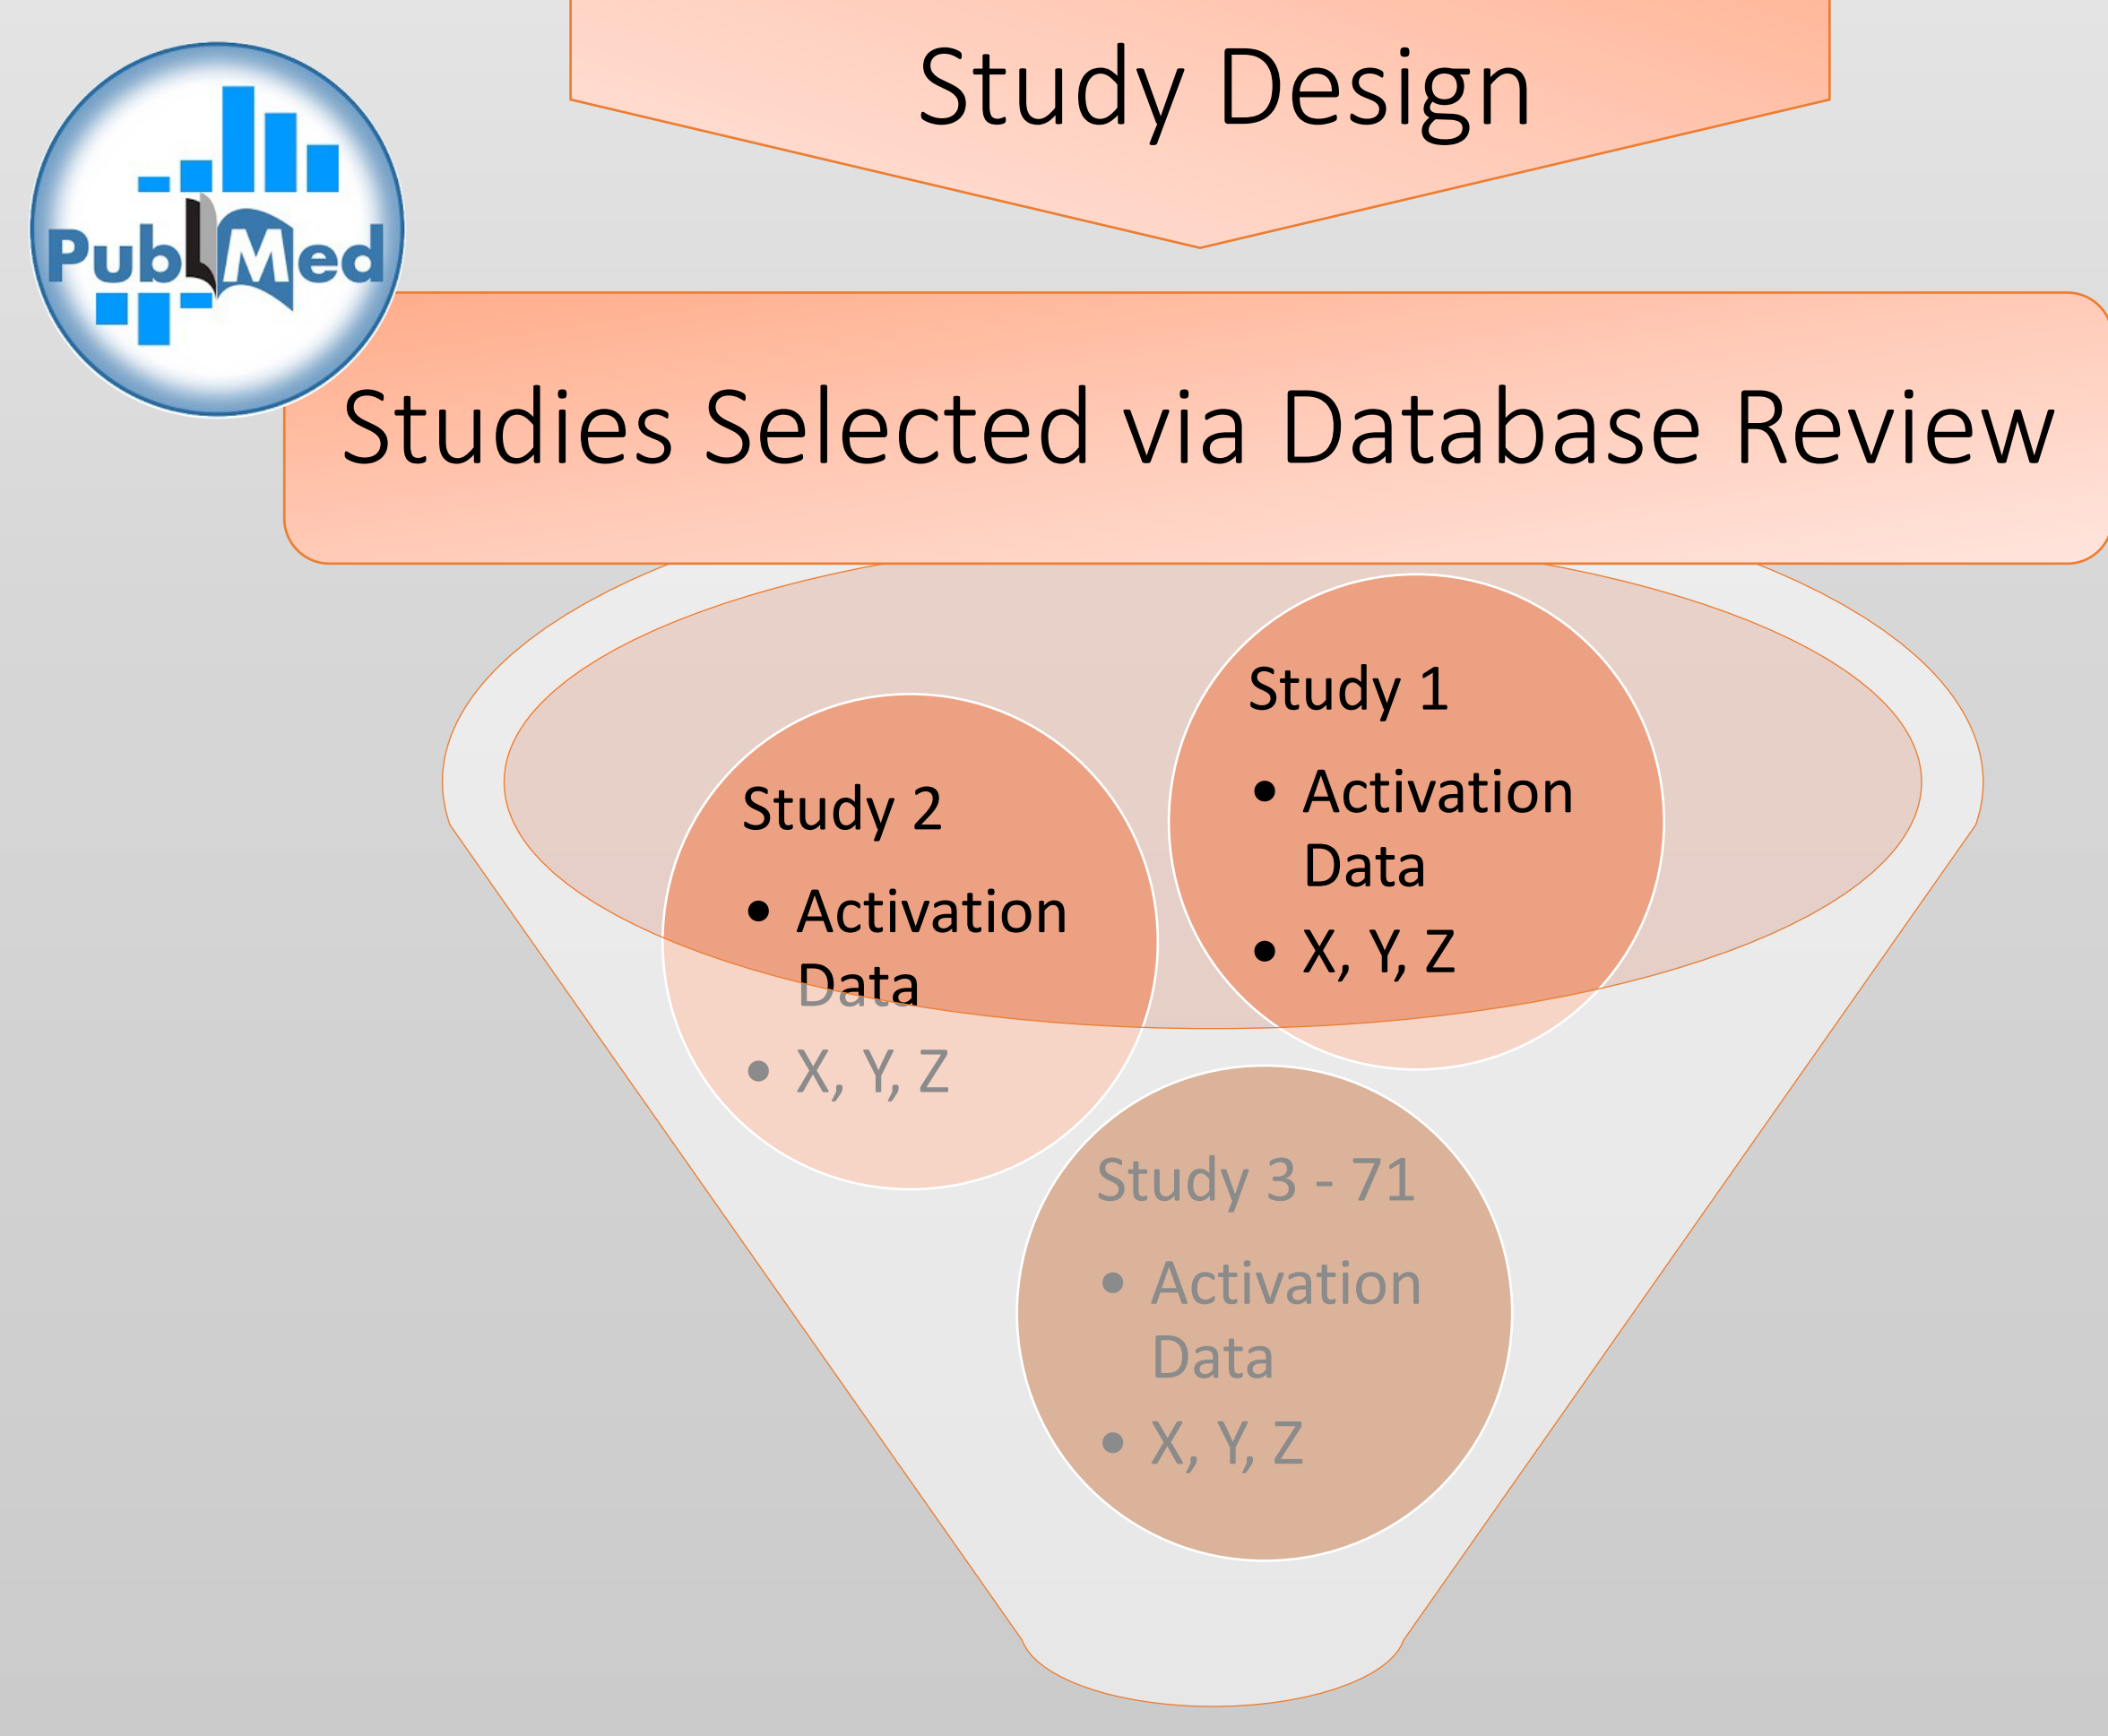 Study Design
PubMed
Studies Selected via Database Review
Study 1
• Activation
Data
• X, Y, Z
Study 2
• Activation
Data
• X, Y, Z
Study 3 - 71
• Activation
Data
• X, Y, Z